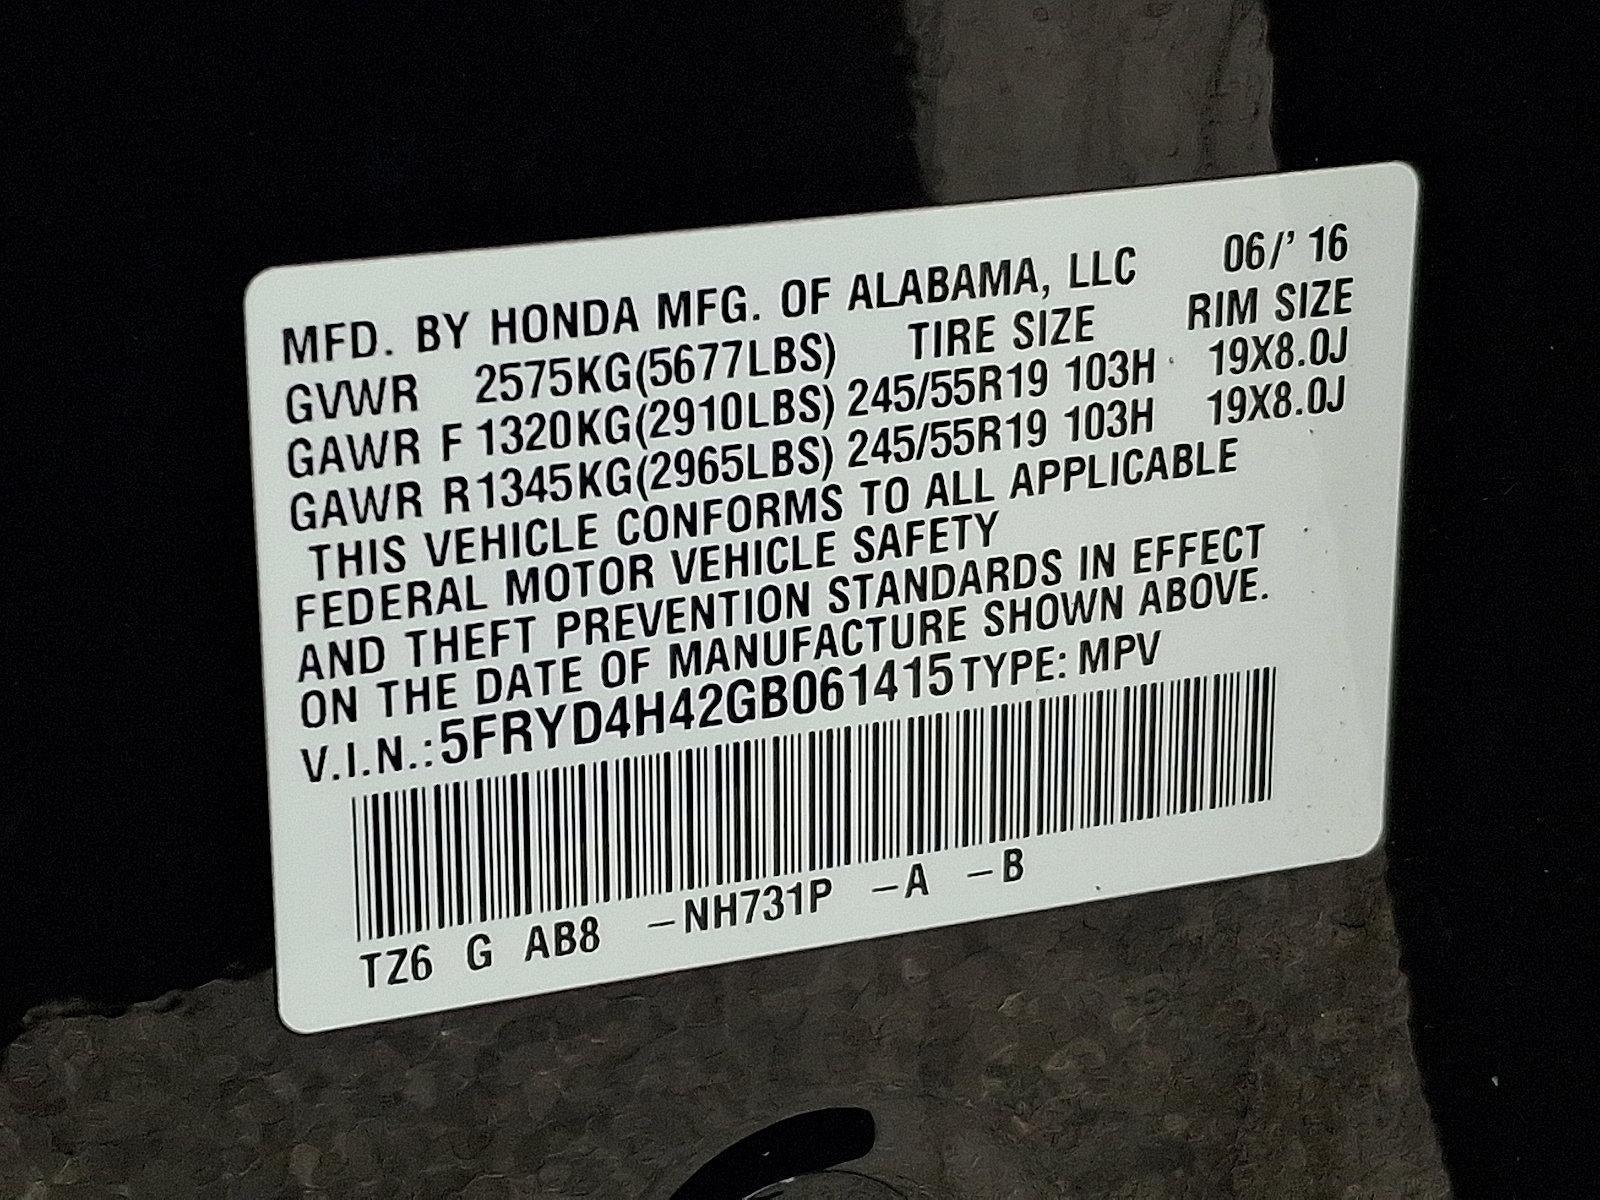 MFD. BY HONDA MFG. OF ALABAMA, LLC 06/' 16
GVWR 2575KG(5677LBS) TIRE SIZE RIM SIZE
GAWR F 1320KG(2910LBS) 245/55R19 103H 19X8.0J
GAWR R 1345KG(2965LBS) 245/55R19 103H 19X8.0J
THIS VEHICLE CONFORMS TO ALL APPLICABLE
FEDERAL MOTOR VEHICLE SAFETY
AND THEFT PREVENTION STANDARDS IN EFFECT
ON THE DATE OF MANUFACTURE SHOWN ABOVE.
V.I.N.: 5FRYD4H42GB061415 TYPE: MPV
TZ6 G AB8 -NH731P -A -B